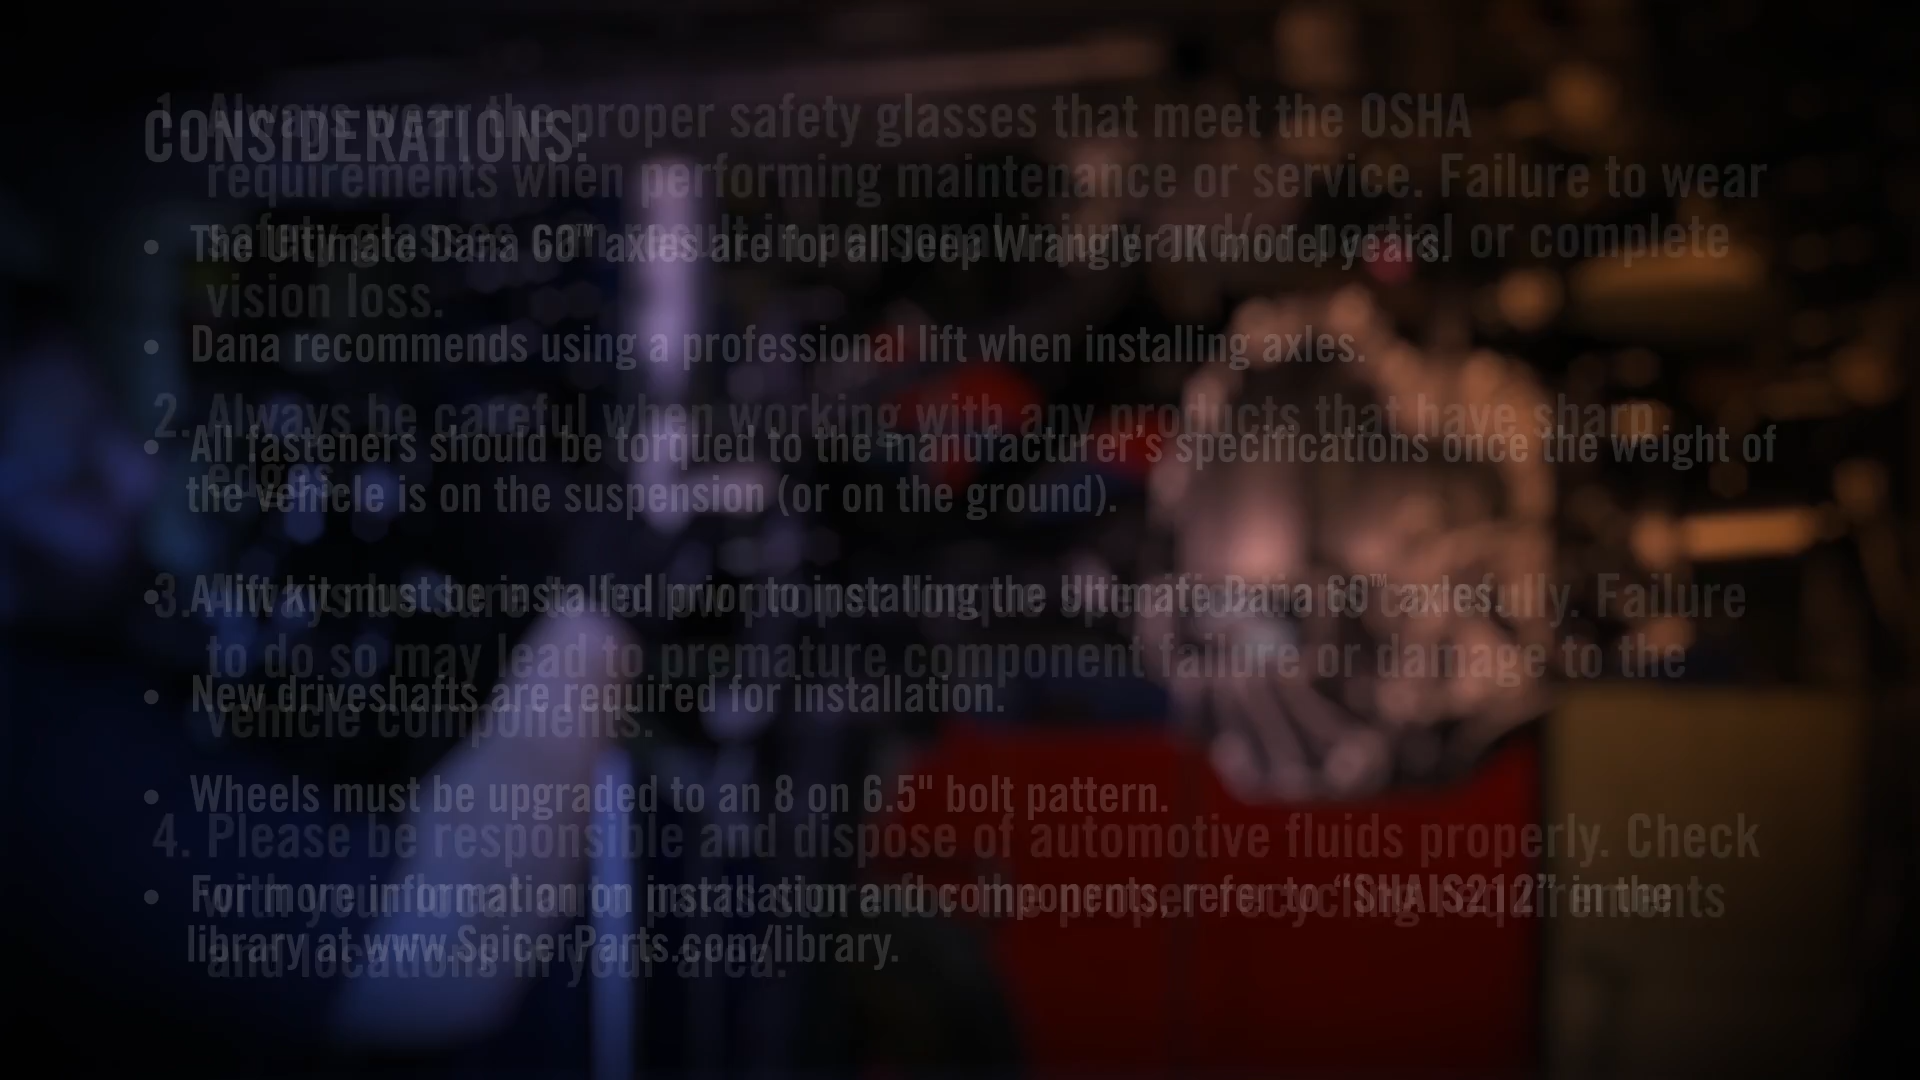 CONSIDERATIONS:
• The Ultimate Dana 60™ axles are for all Jeep Wrangler JK model years.
• Dana recommends using a professional lift when installing axles.
• All fasteners should be torqued to the manufacturer's specifications once the weight of
the vehicle is on the suspension (or on the ground).
• A lift kit must be installed prior to installing the Ultimate Dana 60™ axles.
• New driveshafts are required for installation.
• Wheels must be upgraded to an 8 on 6.5" bolt pattern.
• For more information on installation and components, refer to “SHAIS212” in the
library at www.SpicerParts.com/library.
1. Always wear the proper safety glasses that meet the OSHA
requirements when performing maintenance or service. Failure to wear
or complete
vision loss.
2. Always be careful when working with any products that have sharp
edges.
3. Failure
to do so may lead to premature component failure or damage to the
vehicle components.
4. Please be responsible and dispose of automotive fluids properly. Check
with your recycling
and locations in your area.